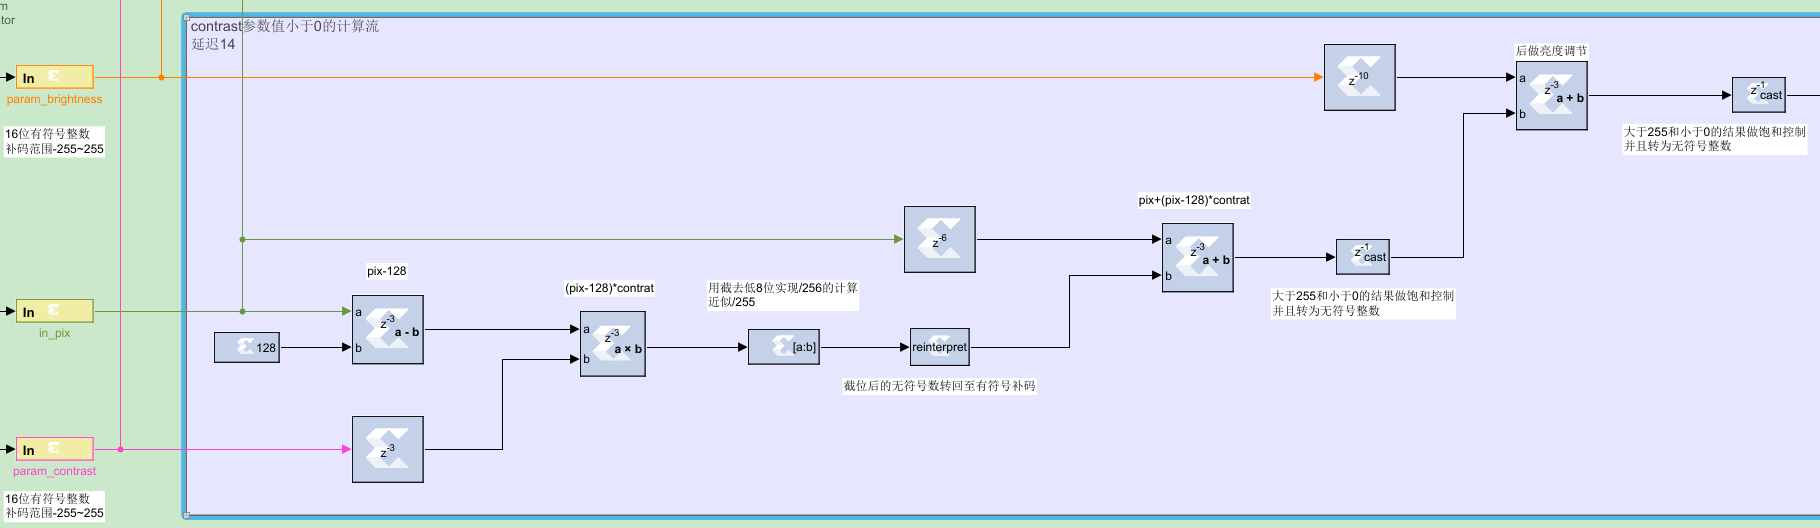 m
ator
contrast参数值小于0的计算流
延迟14
In
param_brightness
16位有符号整数
补码范围-255~255
z-10
后做亮度调节
a
b
z-3
a + b
z-1
cast
大于255和小于0的结果做饱和控制
并且转为无符号整数
z-6
pix+(pix-128)*contrat
a
b
z-3
a + b
z-1
cast
大于255和小于0的结果做饱和控制
并且转为无符号整数
In
in_pix
128
pix-128
a
b
z-3
a - b
(pix-128)*contrat
a
b
z-3
a × b
用截去低8位实现/256的计算
近似/255
[a:b]
reinterpret
截位后的无符号数转回至有符号补码
In
param_contrast
16位有符号整数
补码范围-255~255
z-3